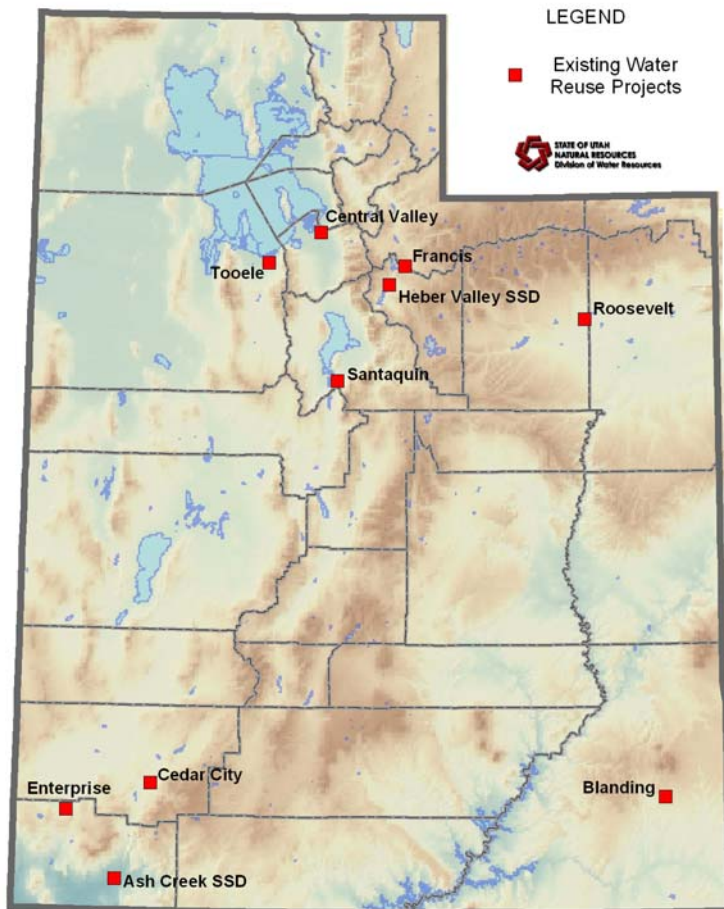 LEGEND
Existing Water
Reuse Projects
STATE OF UTAH
NATURAL RESOURCES
Division of Water Resources
Central Valley
Tooele
Francis
Heber Valley SSD
Roosevelt
Santaquin
Cedar City
Enterprise
Blanding
Ash Creek SSD